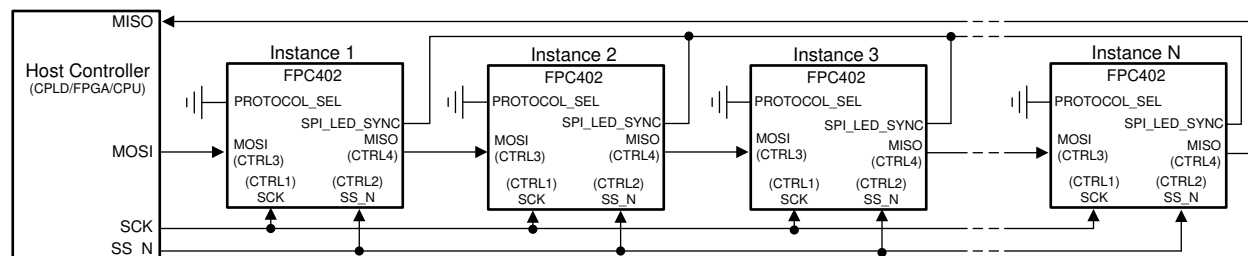 MISO
Host Controller
(CPLD/FPGA/CPU)
MOSI
SCK
SS_N
Instance 1
FPC402
PROTOCOL_SEL
SPI_LED_SYNC
MOSI
(CTRL3)
MISO
(CTRL4)
(CTRL1)
SCK
(CTRL2)
SS_N
Instance 2
FPC402
PROTOCOL_SEL
SPI_LED_SYNC
MOSI
(CTRL3)
MISO
(CTRL4)
(CTRL1)
SCK
(CTRL2)
SS_N
Instance 3
FPC402
PROTOCOL_SEL
SPI_LED_SYNC
MOSI
(CTRL3)
MISO
(CTRL4)
(CTRL1)
SCK
(CTRL2)
SS_N
Instance N
FPC402
PROTOCOL_SEL
SPI_LED_SYNC
MOSI
(CTRL3)
MISO
(CTRL4)
(CTRL1)
SCK
(CTRL2)
SS_N